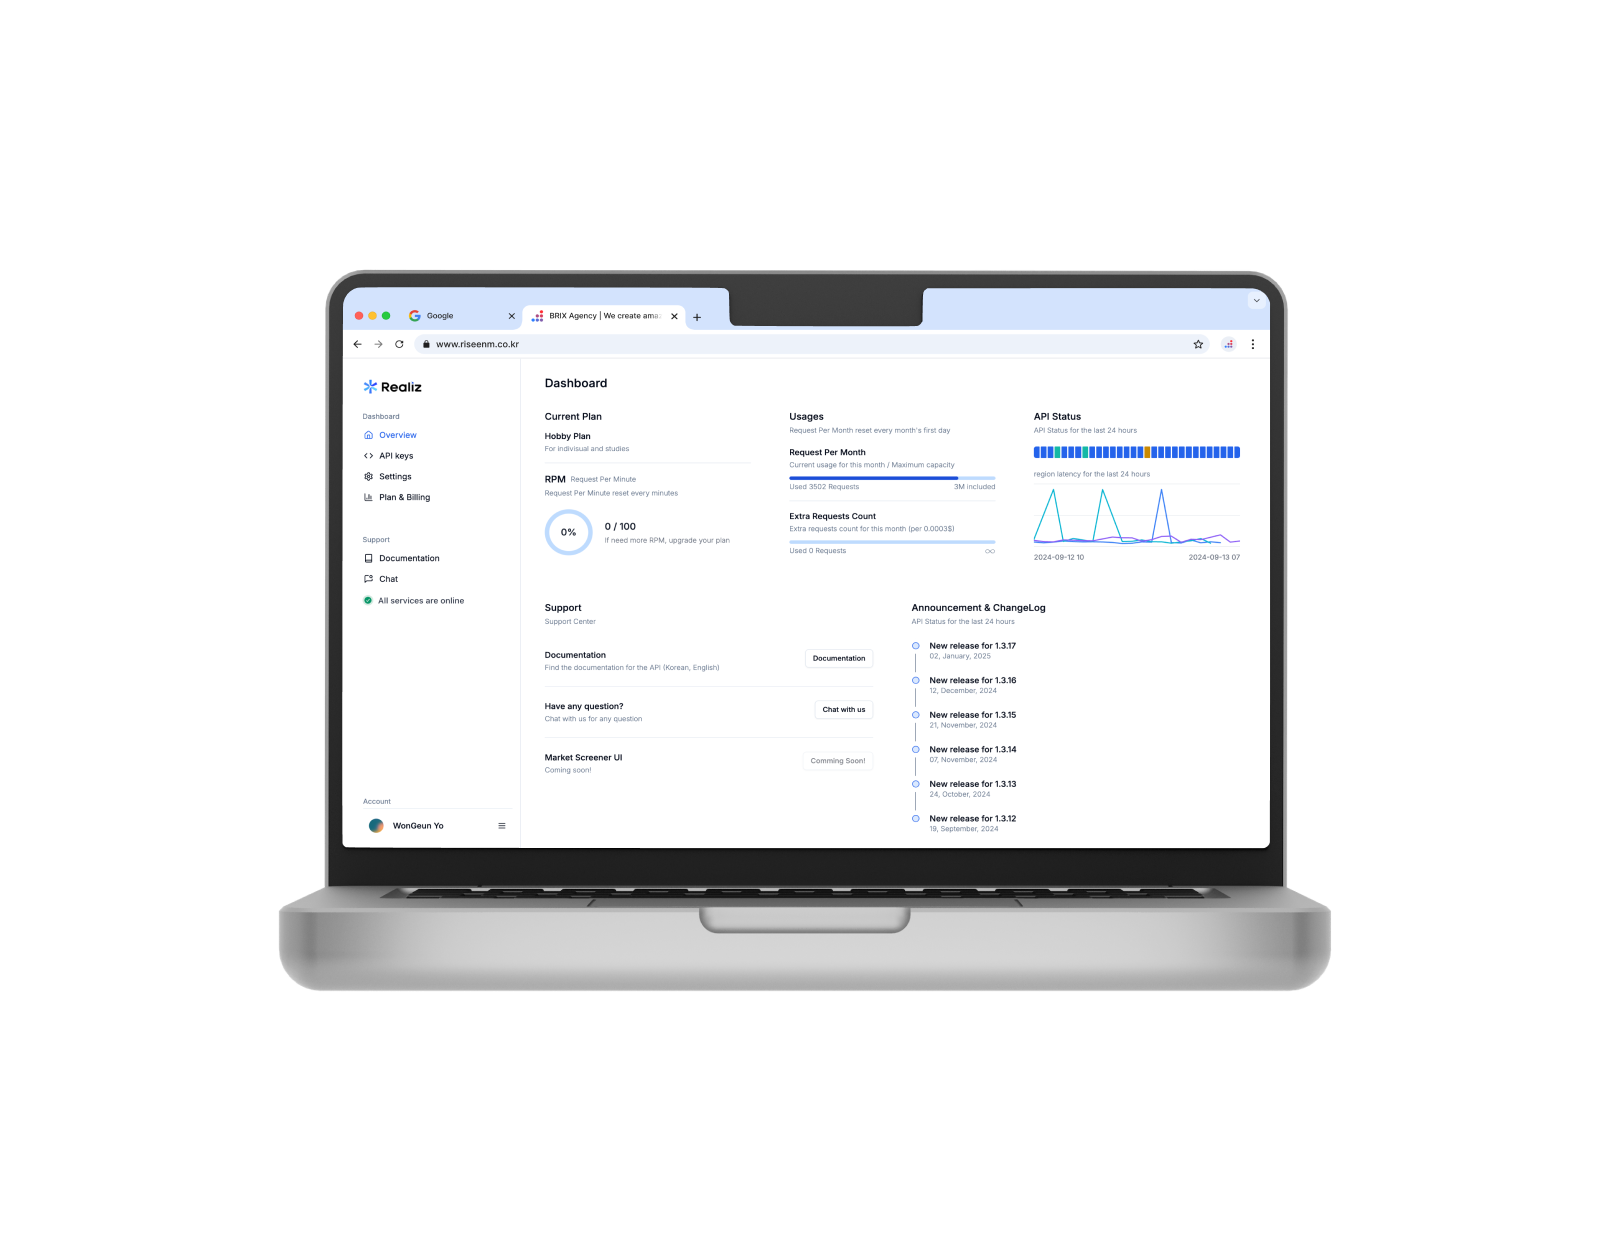 Google
BRIX Agency | We create ama
www.riseenm.co.kr
Realiz
Dashboard
Overview
API keys
Settings
Plan & Billing
Support
Documentation
Chat
All services are online
Account
WonGeun Yo
Dashboard
Current Plan
Hobby Plan
For indivisual and studies
RPM Request Per Minute
Request Per Minute reset every minutes
0%
0 / 100
If need more RPM, upgrade your plan
Usages
Request Per Month reset every month's first day
Request Per Month
Current usage for this month / Maximum capacity
Used 3502 Requests
3M included
Extra Requests Count
Extra requests count for this month (per 0.0003$)
Used 0 Requests
API Status
API Status for the last 24 hours
region latency for the last 24 hours
2024-09-12 10
2024-09-13 07
Support
Support Center
Documentation
Find the documentation for the API (Korean, English)
Documentation
Have any question?
Chat with us for any question
Chat with us
Market Screener UI
Coming soon!
Comming Soon!
Announcement & ChangeLog
API Status for the last 24 hours
New release for 1.3.17
02, January, 2025
New release for 1.3.16
12, December, 2024
New release for 1.3.15
21, November, 2024
New release for 1.3.14
07, November, 2024
New release for 1.3.13
24, October, 2024
New release for 1.3.12
19, September, 2024